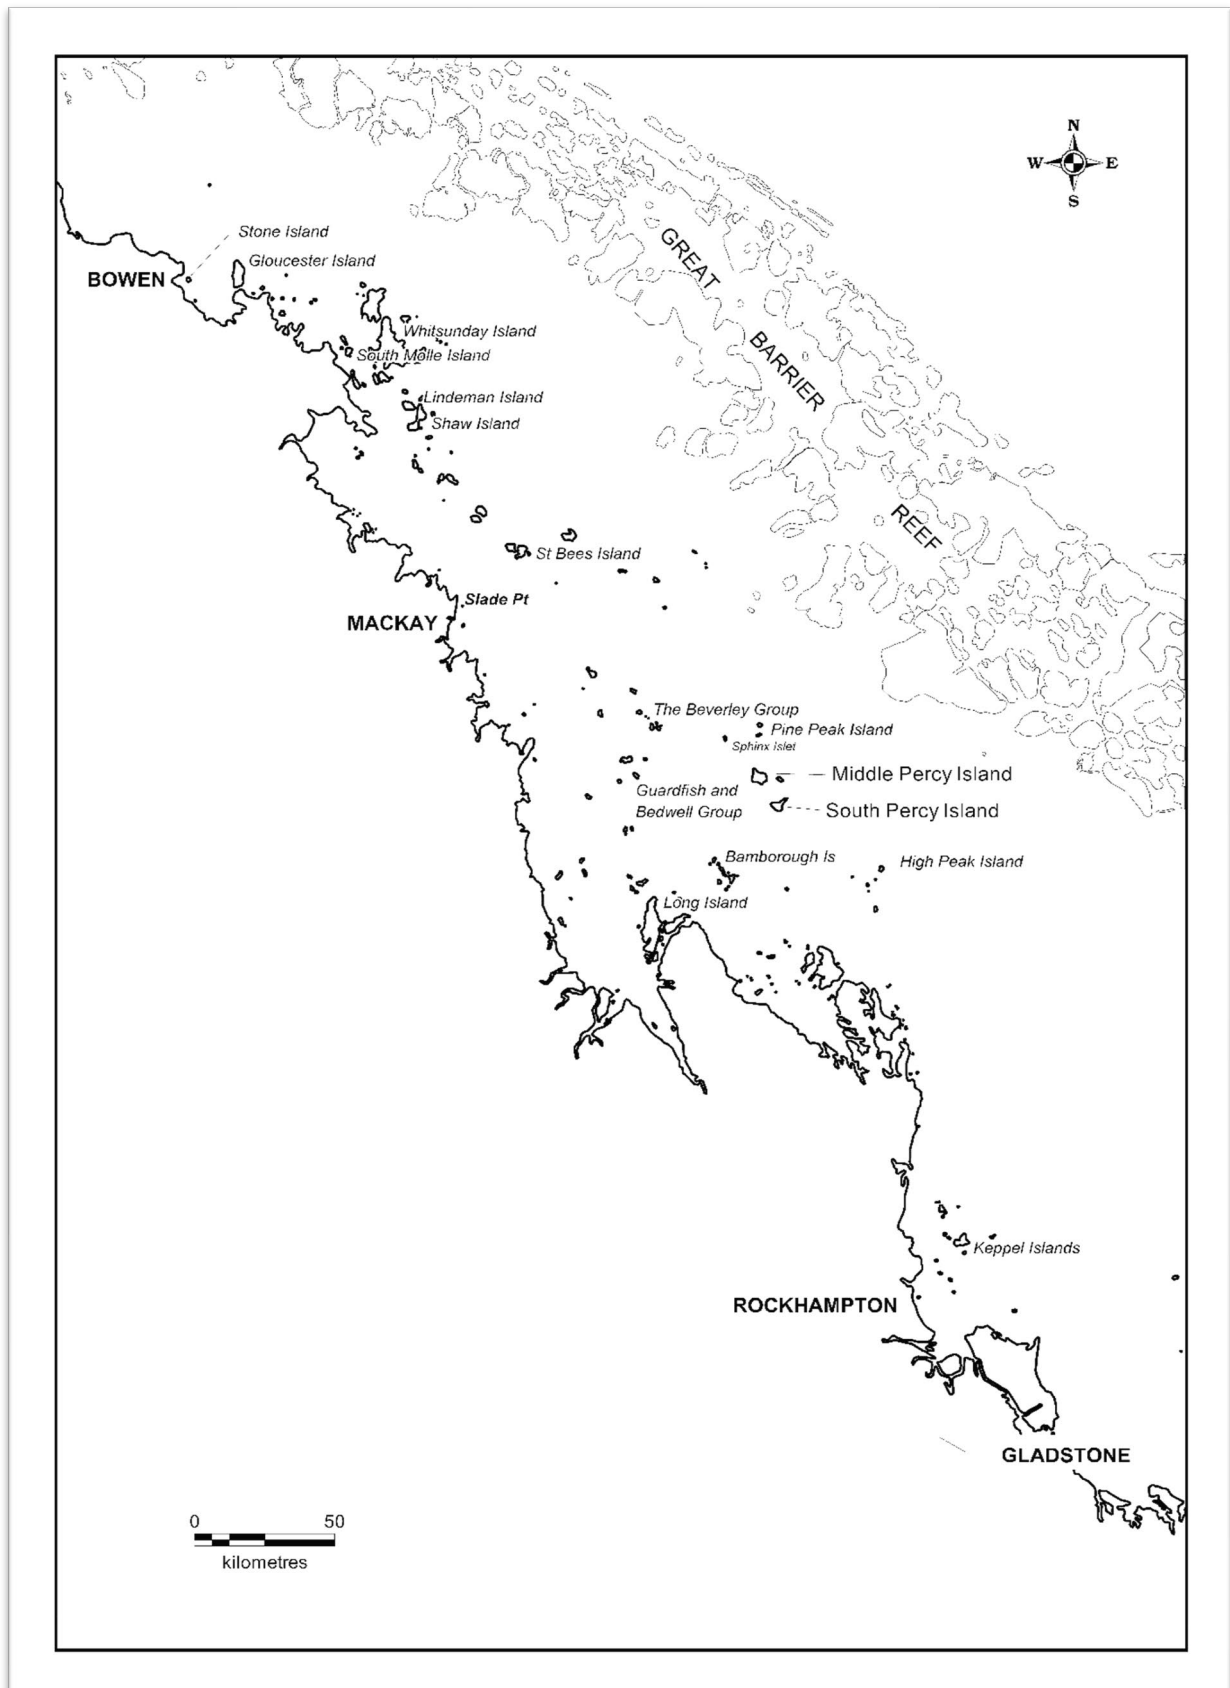 N
W E
S
Stone Island
Gloucester Island
BOWEN
GREAT
BARRIER
REEF
Whitsunday Island
South Molle Island
Lindeman Island
Shaw Island
St Bees Island
Slade Pt
MACKAY
The Beverley Group
Pine Peak Island
Sphinx Islet
Middle Percy Island
Guardfish and
Bedwell Group
South Percy Island
Bamborough Is
High Peak Island
Long Island
Keppel Islands
ROCKHAMPTON
GLADSTONE
0 50
kilometres